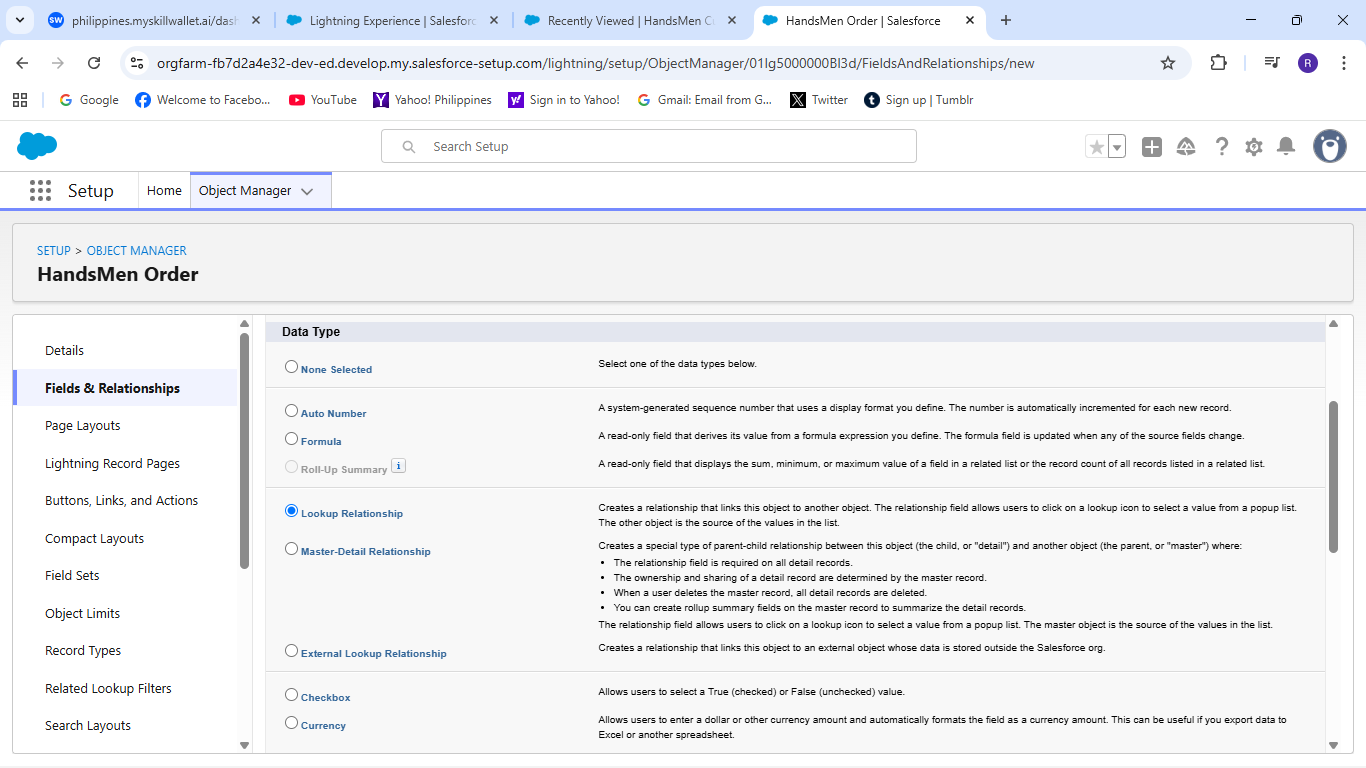 SW philippines.myskillwallet.ai/dash
Lightning Experience | Salesforc
Recently Viewed | HandsMen C
HandsMen Order | Salesforce
orgfarm-fb7d2a4e32-dev-ed.develop.my.salesforce-setup.com/lightning/setup/ObjectManager/01Ig5000000BI3d/FieldsAndRelationships/new
R
Google
Welcome to Facebo...
YouTube
Yahoo! Philippines
Sign in to Yahoo!
Gmail: Email from G...
Twitter
Sign up | Tumblr
Search Setup
Setup
Home
Object Manager
SETUP > OBJECT MANAGER
HandsMen Order
Details
Fields & Relationships
Page Layouts
Lightning Record Pages
Buttons, Links, and Actions
Compact Layouts
Field Sets
Object Limits
Record Types
Related Lookup Filters
Search Layouts
Data Type
None Selected
Select one of the data types below.
Auto Number
A system-generated sequence number that uses a display format you define. The number is automatically incremented for each new record.
Formula
A read-only field that derives its value from a formula expression you define. The formula field is updated when any of the source fields change.
Roll-Up Summary i
A read-only field that displays the sum, minimum, or maximum value of a field in a related list or the record count of all records listed in a related list.
Lookup Relationship
Creates a relationship that links this object to another object. The relationship field allows users to click on a lookup icon to select a value from a popup list.
The other object is the source of the values in the list.
Master-Detail Relationship
Creates a special type of parent-child relationship between this object (the child, or "detail") and another object (the parent, or "master") where:
• The relationship field is required on all detail records.
• The ownership and sharing of a detail record are determined by the master record.
• When a user deletes the master record, all detail records are deleted.
• You can create rollup summary fields on the master record to summarize the detail records.
The relationship field allows users to click on a lookup icon to select a value from a popup list. The master object is the source of the values in the list.
External Lookup Relationship
Creates a relationship that links this object to an external object whose data is stored outside the Salesforce org.
Checkbox
Allows users to select a True (checked) or False (unchecked) value.
Currency
Allows users to enter a dollar or other currency amount and automatically formats the field as a currency amount. This can be useful if you export data to
Excel or another spreadsheet.